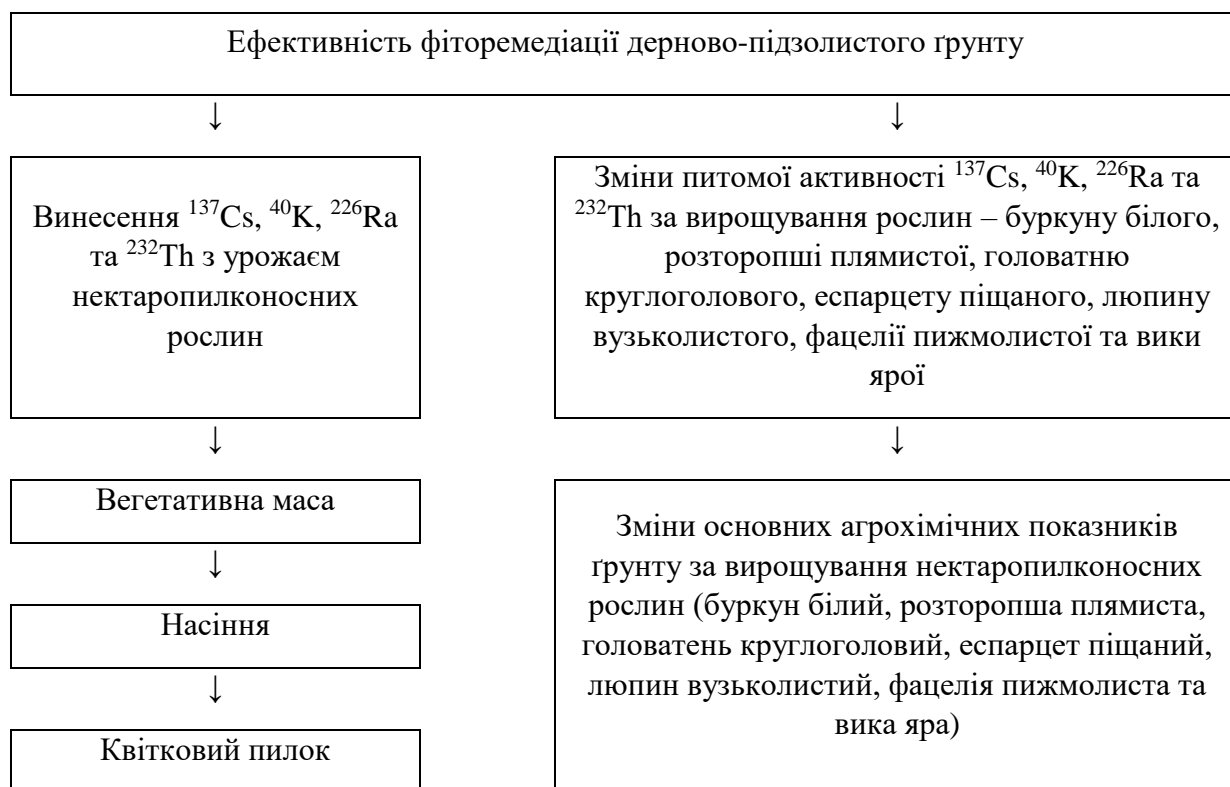 Ефективність фіторемедіації дерново-підзолистого ґрунту
↓
↓
Винесення ¹³⁷Cs, ⁴⁰K, ²²⁶Ra
та ²³²Th з урожаєм
нектаропилконосних
рослин
↓
Вегетативна маса
↓
Насіння
↓
Квітковий пилок
Зміни питомої активності ¹³⁷Cs, ⁴⁰K, ²²⁶Ra та
²³²Th за вирощування рослин – буркуну білого,
розторопші плямистої, головатню
круглоголового, еспарцету піщаного, люпину
вузьколистого, фацелії пижмолистої та вики
ярої
↓
Зміни основних агрохімічних показників
ґрунту за вирощування нектаропилконосних
рослин (буркун білий, розторопша плямиста,
головатень круглоголовий, еспарцет піщаний,
люпин вузьколистий, фацелія пижмолиста та
вика яра)